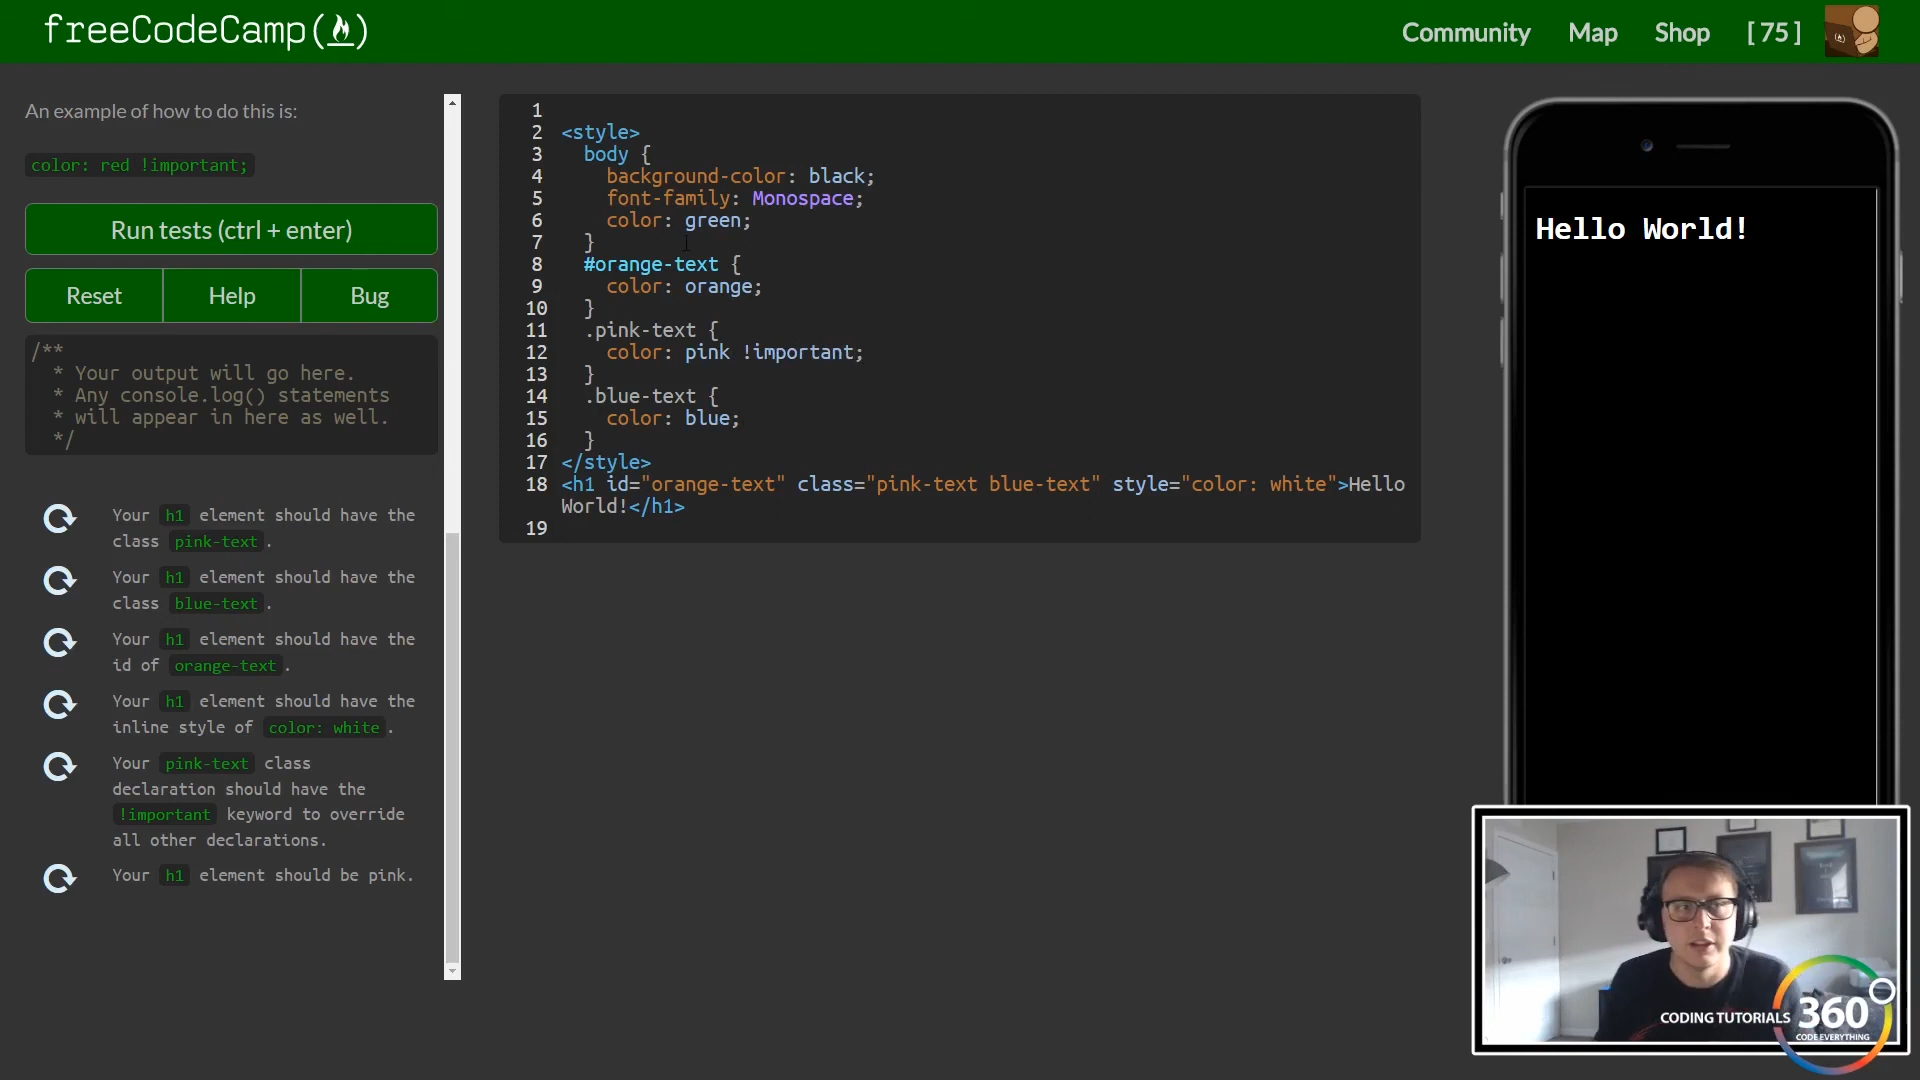 freeCodeCamp(🔥)
Community Map Shop [ 75 ]
An example of how to do this is:
color: red !important;
Run tests (ctrl + enter)
Reset Help Bug
/**
* Your output will go here.
* Any console.log() statements
* will appear in here as well.
*/
Your h1 element should have the
class pink-text .
Your h1 element should have the
class blue-text .
Your h1 element should have the
id of orange-text .
Your h1 element should have the
inline style of color: white .
Your pink-text class
declaration should have the
!important keyword to override
all other declarations.
Your h1 element should be pink.
1
2 <style>
3 body {
4 background-color: black;
5 font-family: Monospace;
6 color: green;
7 }
8 #orange-text {
9 color: orange;
10 }
11 .pink-text {
12 color: pink !important;
13 }
14 .blue-text {
15 color: blue;
16 }
17 </style>
18 <h1 id="orange-text" class="pink-text blue-text" style="color: white">Hello
World!</h1>
19
Hello World!
CODING TUTORIALS 360
CODE EVERYTHING